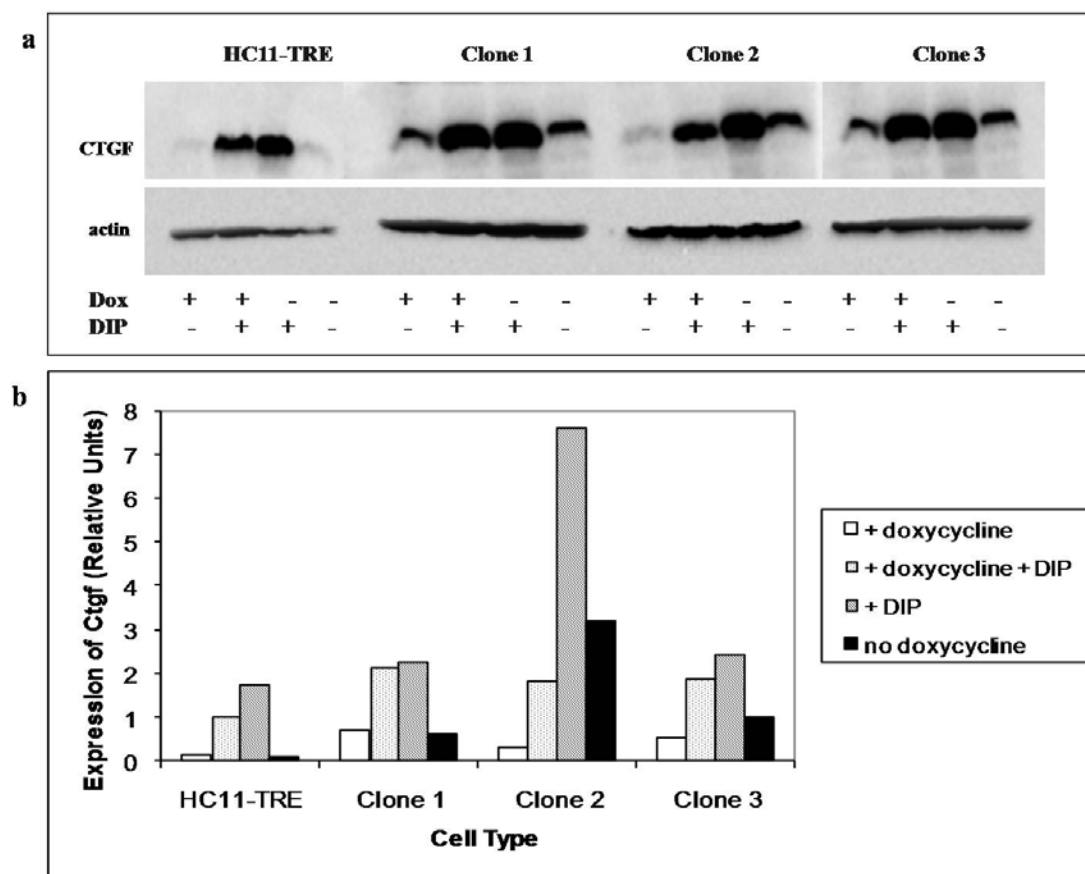 a
HC11-TRE Clone 1 Clone 2 Clone 3
CTGF
actin
Dox + + - - + + - - + + - - + + - -
DIP - + + - - + + - - + + - - + + -
b
8
7
6
5
4
3
2
1
0
Expression of Ctgf (Relative Units)
HC11-TRE Clone 1 Clone 2 Clone 3
Cell Type
+ doxycycline
+ doxycycline + DIP
+ DIP
no doxycycline